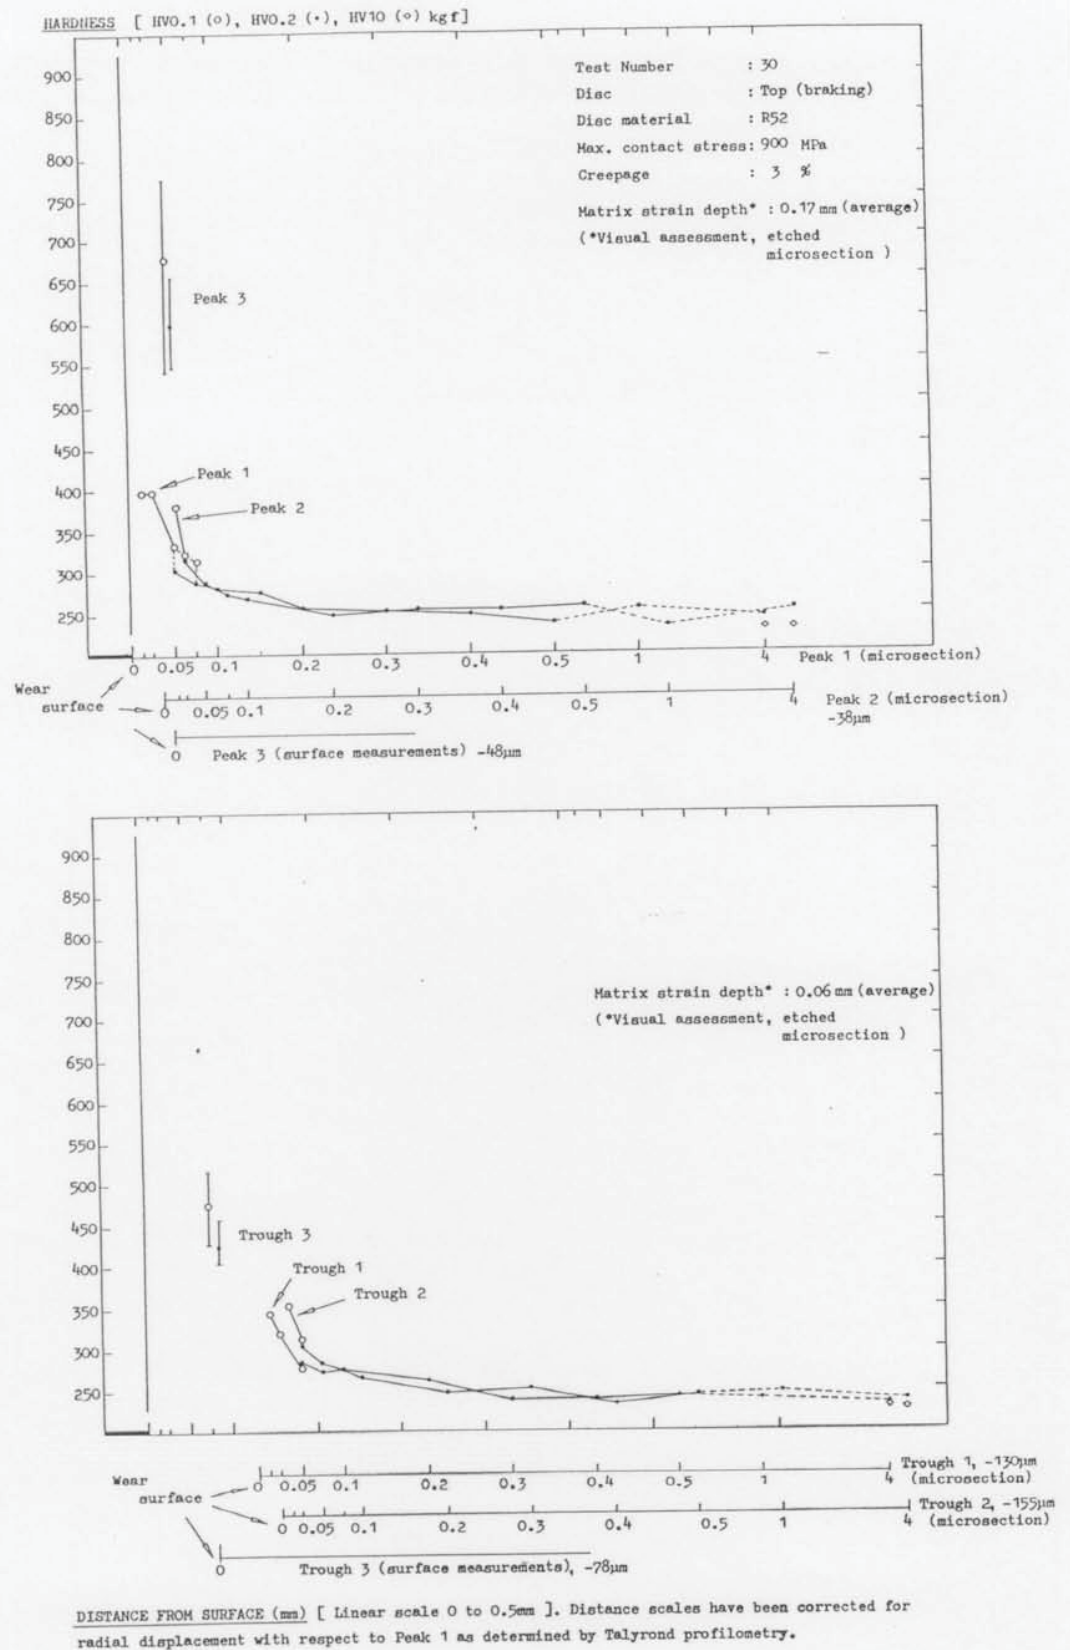 HARDNESS [ HV0.1 (o), HV0.2 (•), HV10 (◇) kgf]
Test Number : 30
Disc : Top (braking)
Disc material : R52
Max. contact stress: 900 MPa
Creepage : 3 %
Matrix strain depth* : 0.17 mm (average)
(*Visual assessment, etched
microsection )
900
850
800
750
700
650
600
550
500
450
400
350
300
250
Peak 3
Peak 1
Peak 2
0 0.05 0.1 0.2 0.3 0.4 0.5 1 4 Peak 1 (microsection)
Wear
surface
0 0.05 0.1 0.2 0.3 0.4 0.5 1 4 Peak 2 (microsection)
-38µm
0 Peak 3 (surface measurements) -48µm
900
850
800
750
700
650
600
550
500
450
400
350
300
250
Matrix strain depth* : 0.06 mm (average)
(*Visual assessment, etched
microsection )
Trough 3
Trough 1
Trough 2
Wear
surface
0 0.05 0.1 0.2 0.3 0.4 0.5 1 4 Trough 1, -130µm
(microsection)
0 0.05 0.1 0.2 0.3 0.4 0.5 1 4 Trough 2, -155µm
(microsection)
0 Trough 3 (surface measurements), -78µm
DISTANCE FROM SURFACE (mm) [ Linear scale 0 to 0.5mm ]. Distance scales have been corrected for
radial displacement with respect to Peak 1 as determined by Talyrond profilometry.